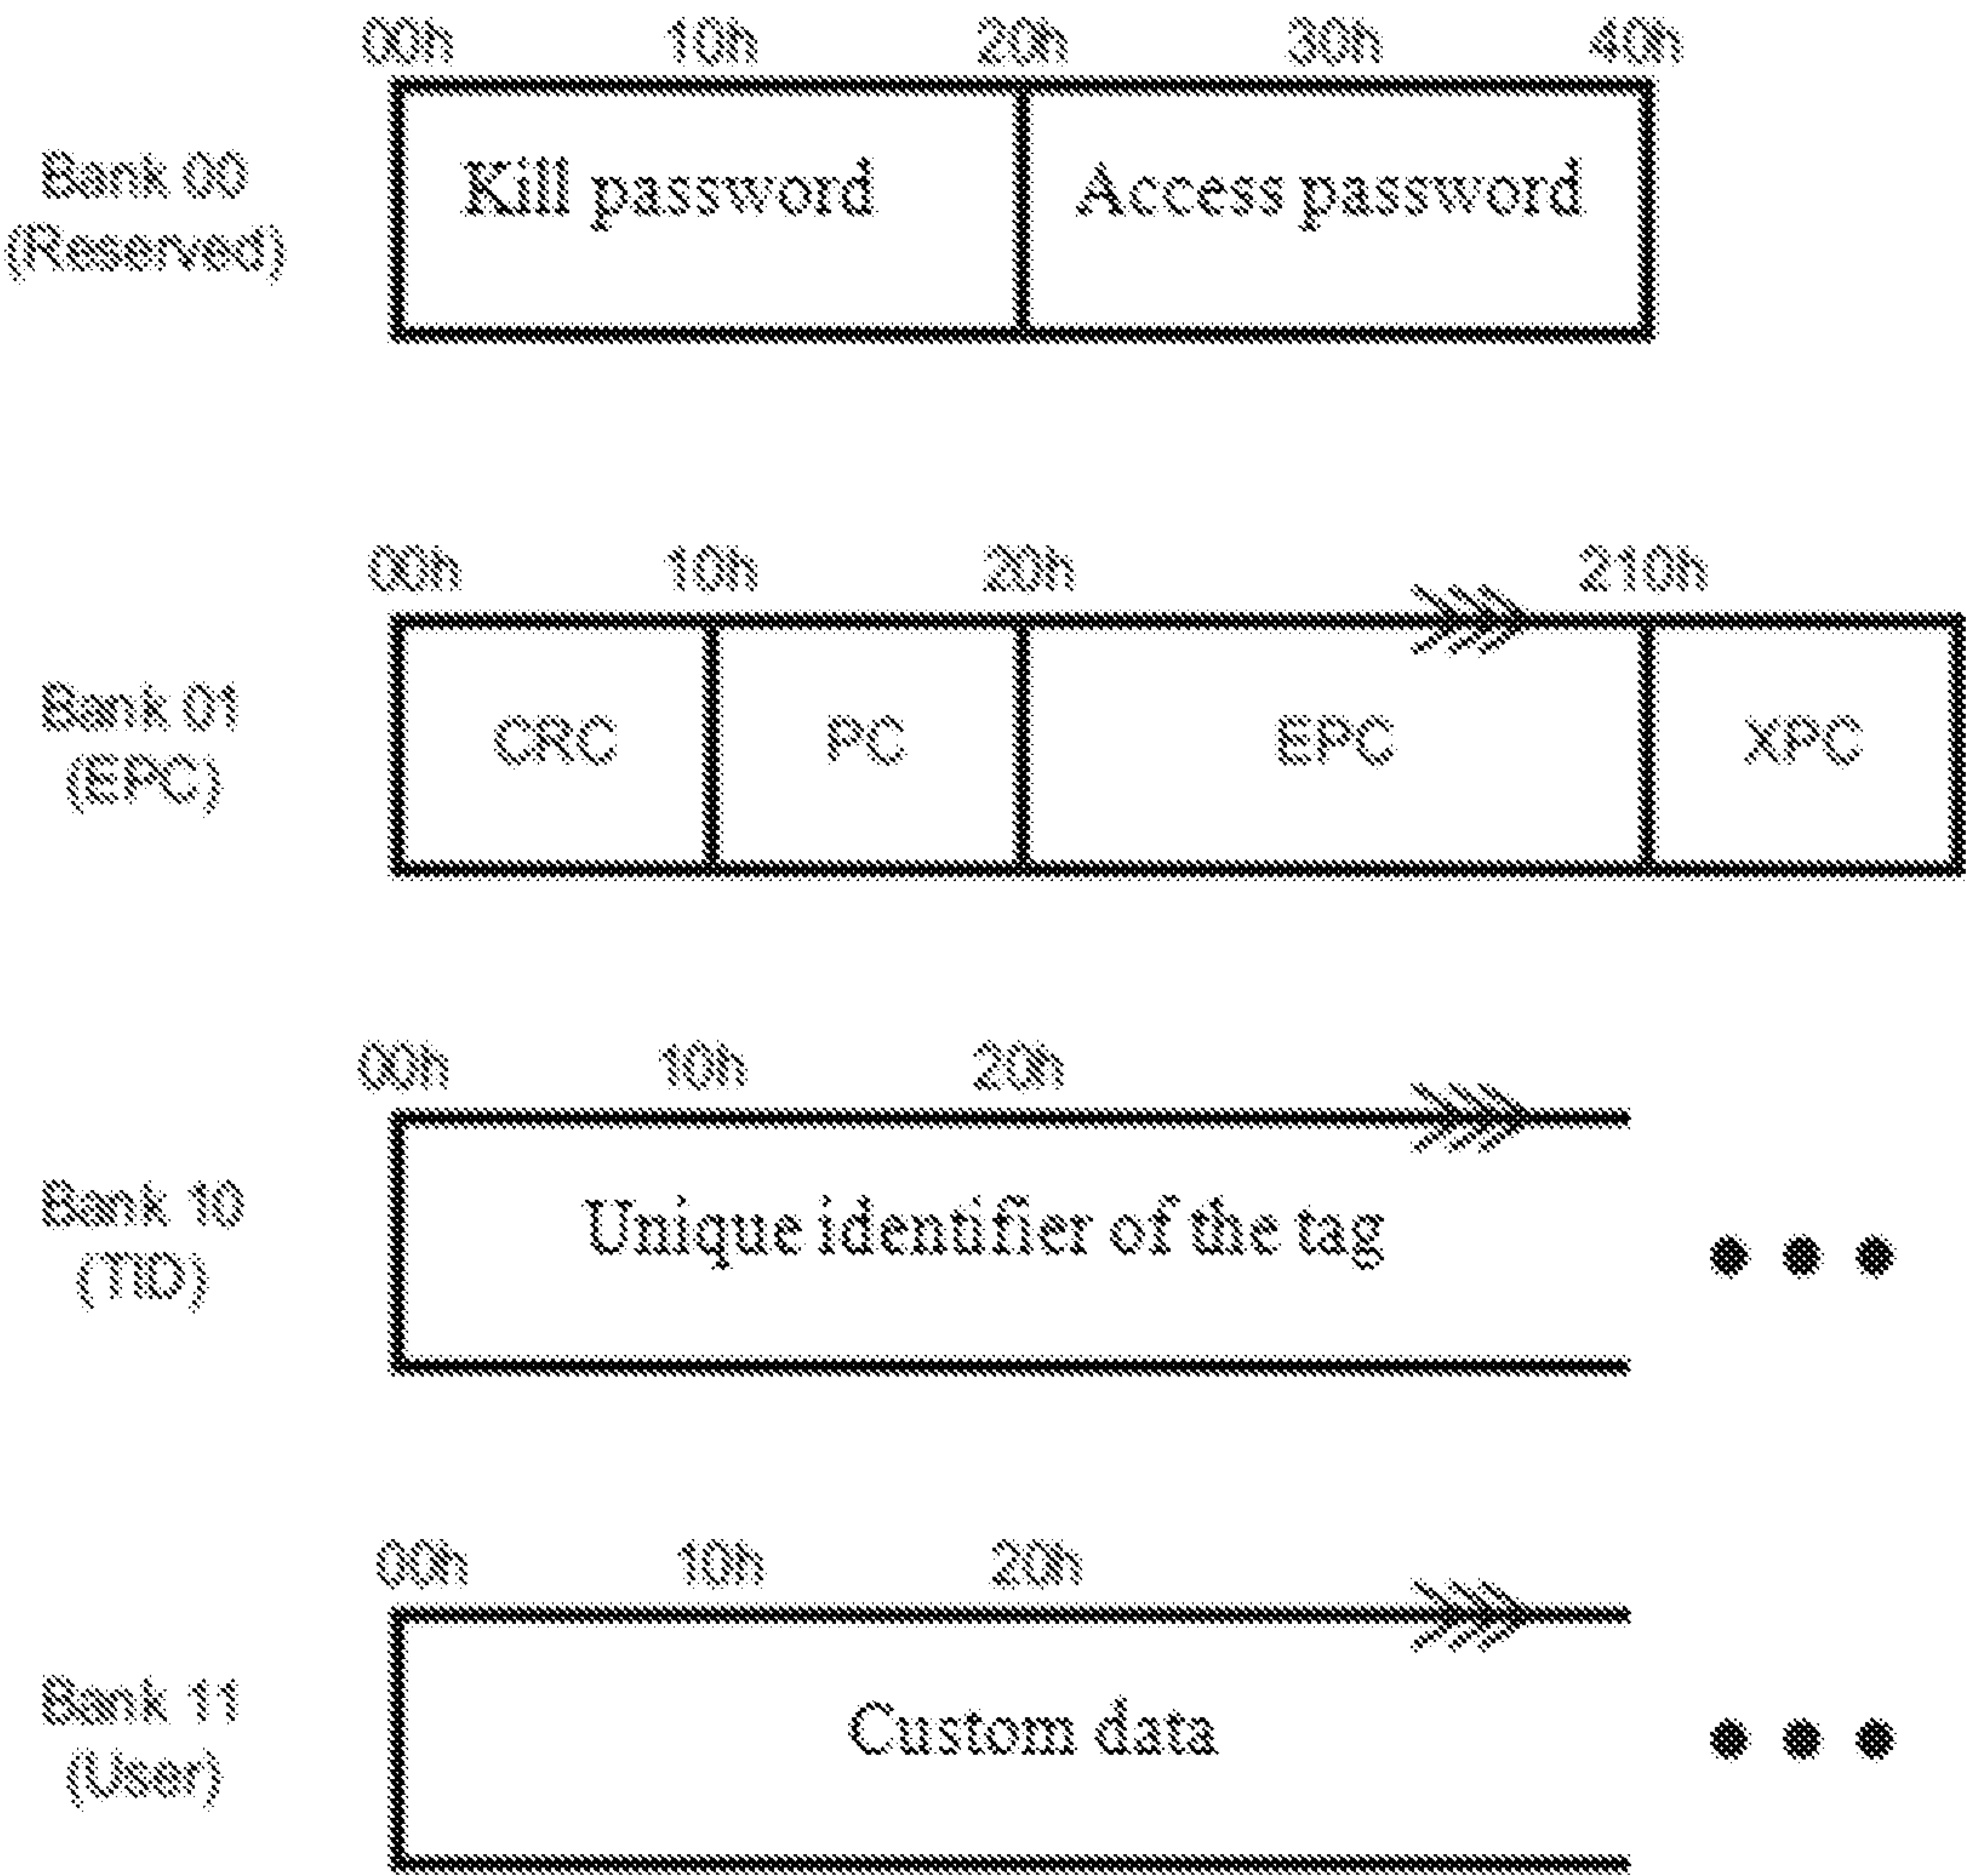 00h 10h 20h 30h 40h
Bank 00
(Reserved)
Kill password Access password
00h 10h 20h 210h
Bank 01
(EPC)
CRC PC EPC XPC
00h 10h 20h
Bank 10
(TID)
Unique identifier of the tag
00h 10h 20h
Bank 11
(User)
Custom data